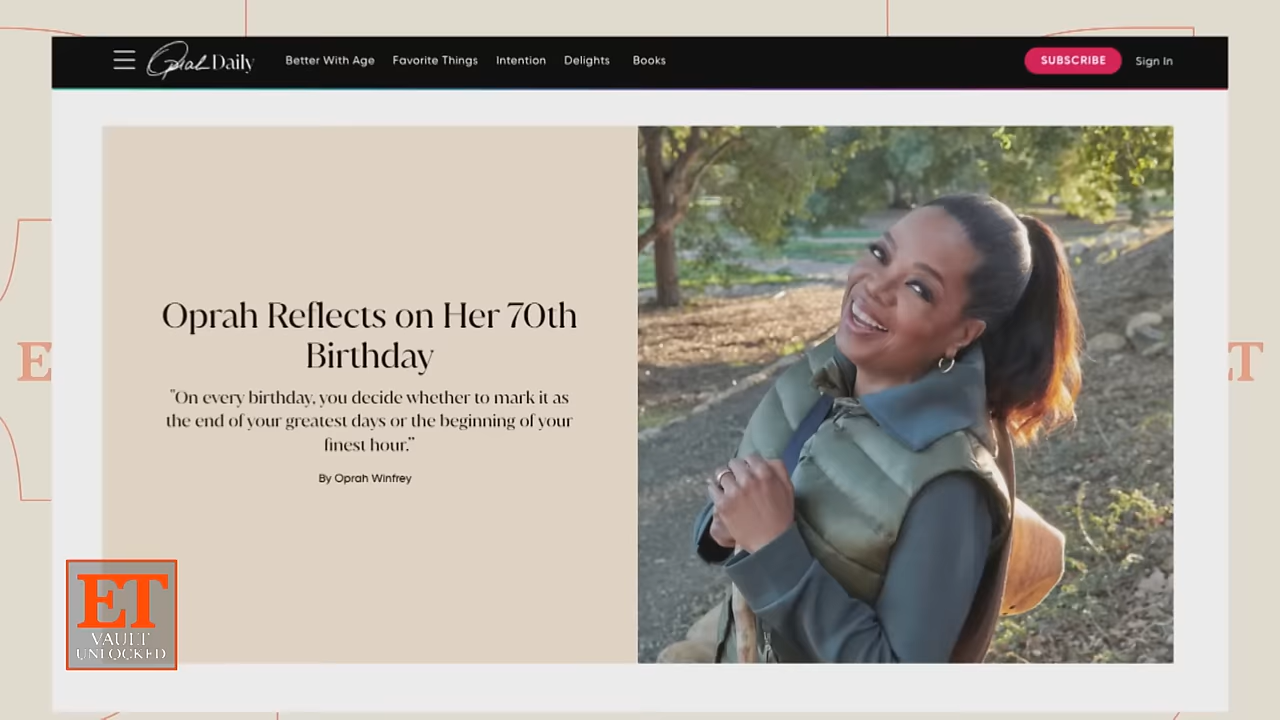 Oprah Daily
Better With Age
Favorite Things
Intention
Delights
Books
SUBSCRIBE
Sign In
Oprah Reflects on Her 70th
Birthday
"On every birthday, you decide whether to mark it as
the end of your greatest days or the beginning of your
finest hour."
By Oprah Winfrey
E
ET
ET
VAULT
UNLOCKED